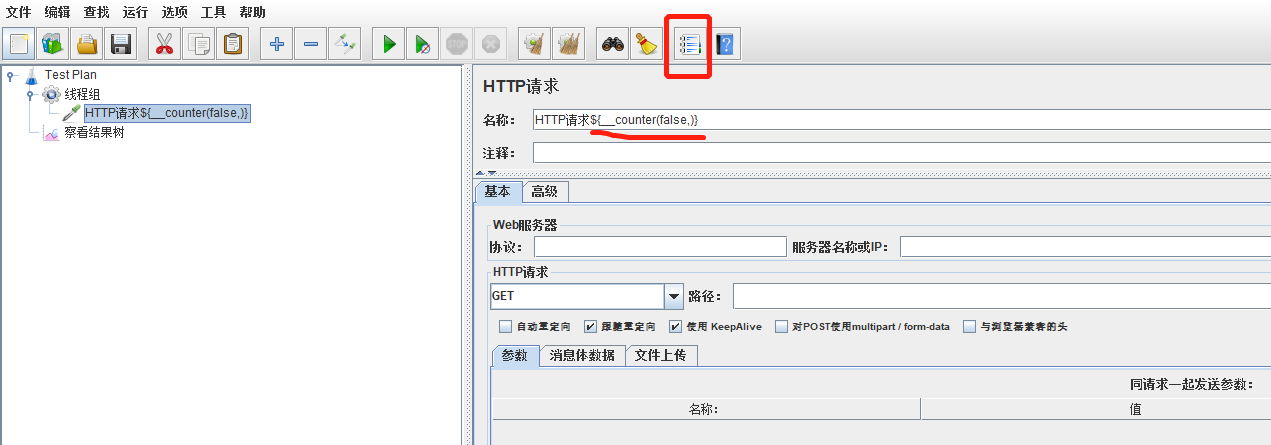 文件 编辑 查找 运行 选项 工具 帮助
STOP
?
Test Plan
线程组
HTTP请求${__counter(false,)}
察看结果树
HTTP请求
名称： HTTP请求${__counter(false,)}
注释：
基本 高级
Web服务器
协议： 服务器名称或IP：
HTTP请求
GET 路径：
自动重定向 跟随重定向 使用 KeepAlive 对POST使用multipart / form-data 与浏览器兼容的头
参数 消息体数据 文件上传
同请求一起发送参数：
名称： 值